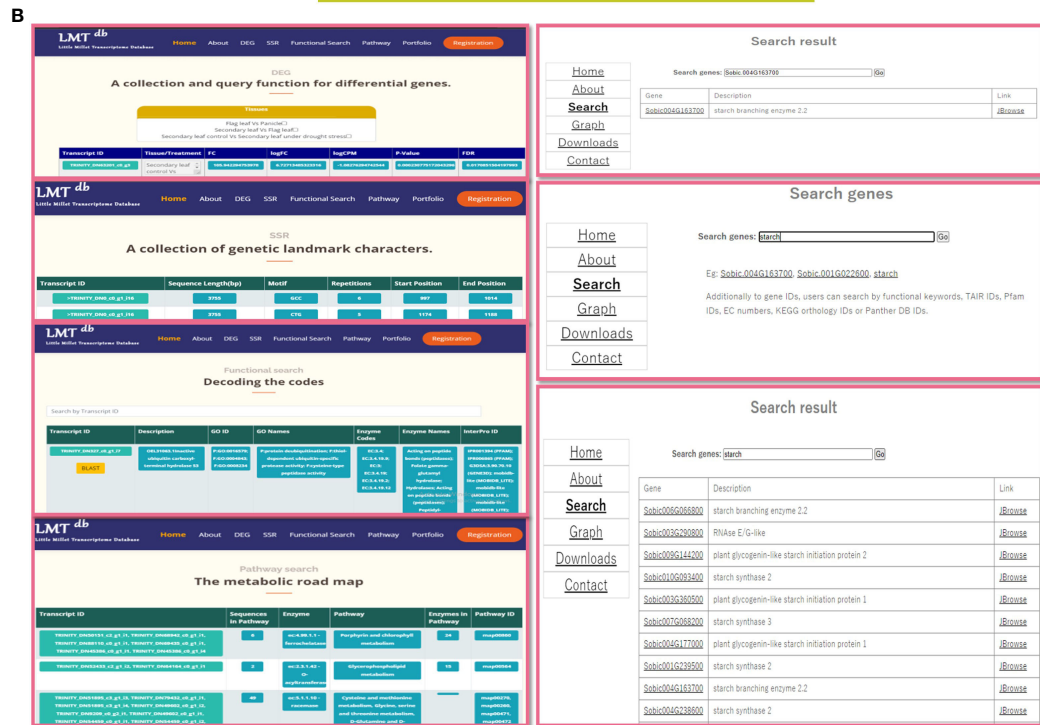 B
LMT db
Little Millet Transcriptome Database
Home About DEG SSR Functional Search Pathway Portfolio Registration
DEG
A collection and query function for differential genes.
Tissues
Flag leaf Vs Panicle
Secondary leaf Vs Flag leaf
Secondary leaf control Vs Secondary leaf under drought stress
Transcript ID Tissue/Treatment FC logFC logCPM P-Value FDR
Secondary leaf
control Vs
LMT db
Little Millet Transcriptome Database
Home About DEG SSR Functional Search Pathway Portfolio Registration
SSR
A collection of genetic landmark characters.
Transcript ID Sequence Length(bp) Motif Repetitions Start Position End Position
>TRINITY_DN0_c0_g1_i16 3755 GCC 6 997 1014
>TRINITY_DN0_c0_g1_i16 3755 CTG 5 1174 1188
LMT db
Little Millet Transcriptome Database
Home About DEG SSR Functional Search Pathway Portfolio Registration
Functional search
Decoding the codes
Search by Transcript ID
Transcript ID Description GO ID GO Names Enzyme Codes Enzyme Names InterPro ID
BLAST
LMT db
Little Millet Transcriptome Database
Home About DEG SSR Functional Search Pathway Portfolio Registration
Pathway search
The metabolic road map
Transcript ID Sequences in Pathway Enzyme Pathway Enzymes in Pathway Pathway ID
6 Porphyrin and chlorophyll metabolism 24
2 Glycerophospholipid metabolism
Cysteine and methionine
metabolism, Glycine, serine
and threonine metabolism,
Search result
Home
About
Search
Graph
Downloads
Contact
Search genes: Sobic.004G163700 Go
Gene Description Link
Sobic004G163700 starch branching enzyme 2.2 JBrowse
Search genes
Home
About
Search
Graph
Downloads
Contact
Search genes: starch Go
Eg: Sobic.004G163700, Sobic.001G022600, starch
Additionally to gene IDs, users can search by functional keywords, TAIR IDs, Pfam
IDs, EC numbers, KEGG orthology IDs or Panther DB IDs.
Search result
Home
About
Search
Graph
Downloads
Contact
Search genes: starch Go
Gene Description Link
Sobic006G066800 starch branching enzyme 2.2 JBrowse
Sobic003G290800 RNAse E/G-like JBrowse
Sobic009G144200 plant glycogenin-like starch initiation protein 2 JBrowse
Sobic010G093400 starch synthase 2 JBrowse
Sobic003G360500 plant glycogenin-like starch initiation protein 1 JBrowse
Sobic007G068200 starch synthase 3 JBrowse
Sobic004G177000 plant glycogenin-like starch initiation protein 1 JBrowse
Sobic001G239500 starch synthase 2 JBrowse
Sobic004G163700 starch branching enzyme 2.2 JBrowse
Sobic004G238600 starch synthase 2 JBrowse